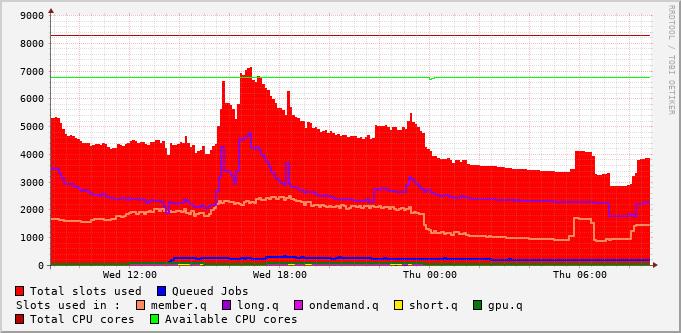 RRDTOOL / TOBI OETIKER
9000
8000
7000
6000
5000
4000
3000
2000
1000
0
Wed 12:00 Wed 18:00 Thu 00:00 Thu 06:00
Total slots used Queued Jobs
Slots used in : member.q long.q ondemand.q short.q gpu.q
Total CPU cores Available CPU cores